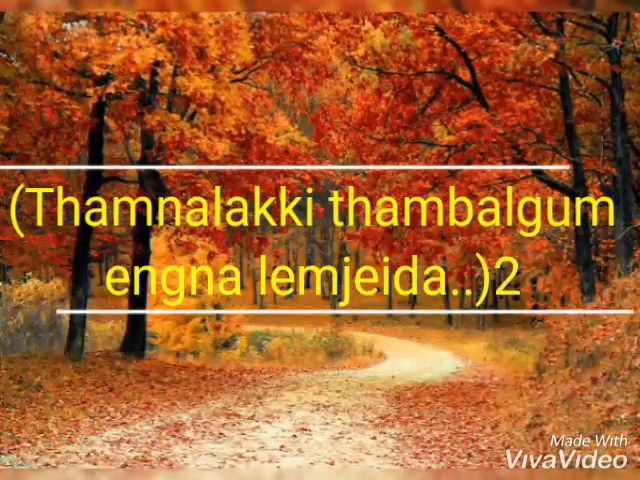 (Thamnalakki thambalgum
engna lemjeida..)2
Made With
VivaVideo